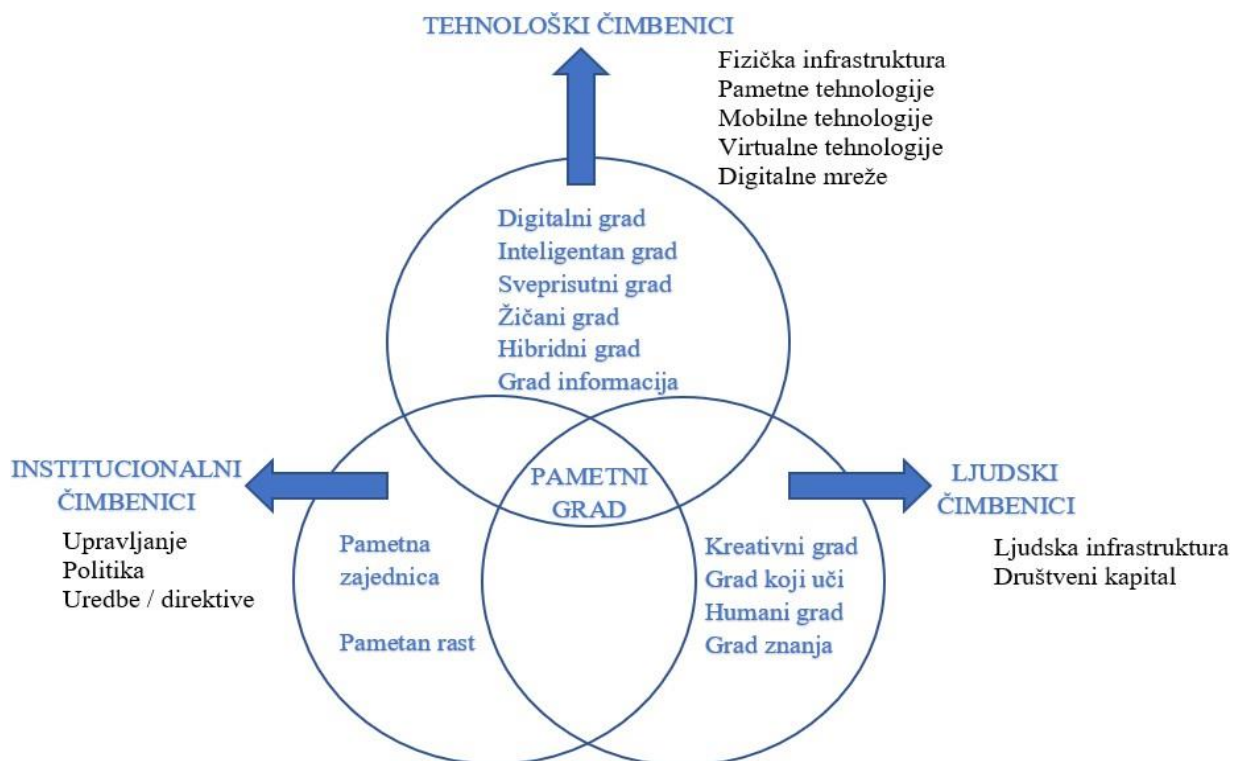 TEHNOLOŠKI ČIMBENICI
Fizička infrastruktura
Pametne tehnologije
Mobilne tehnologije
Virtualne tehnologije
Digitalne mreže
Digitalni grad
Inteligentan grad
Sveprisutni grad
Žičani grad
Hibridni grad
Grad informacija
INSTITUCIONALNI
ČIMBENICI
Upravljanje
Politika
Uredbe / direktive
PAMETNI
GRAD
LJUDSKI
ČIMBENICI
Ljudska infrastruktura
Društveni kapital
Pametna
zajednica
Pametan rast
Kreativni grad
Grad koji uči
Humani grad
Grad znanja